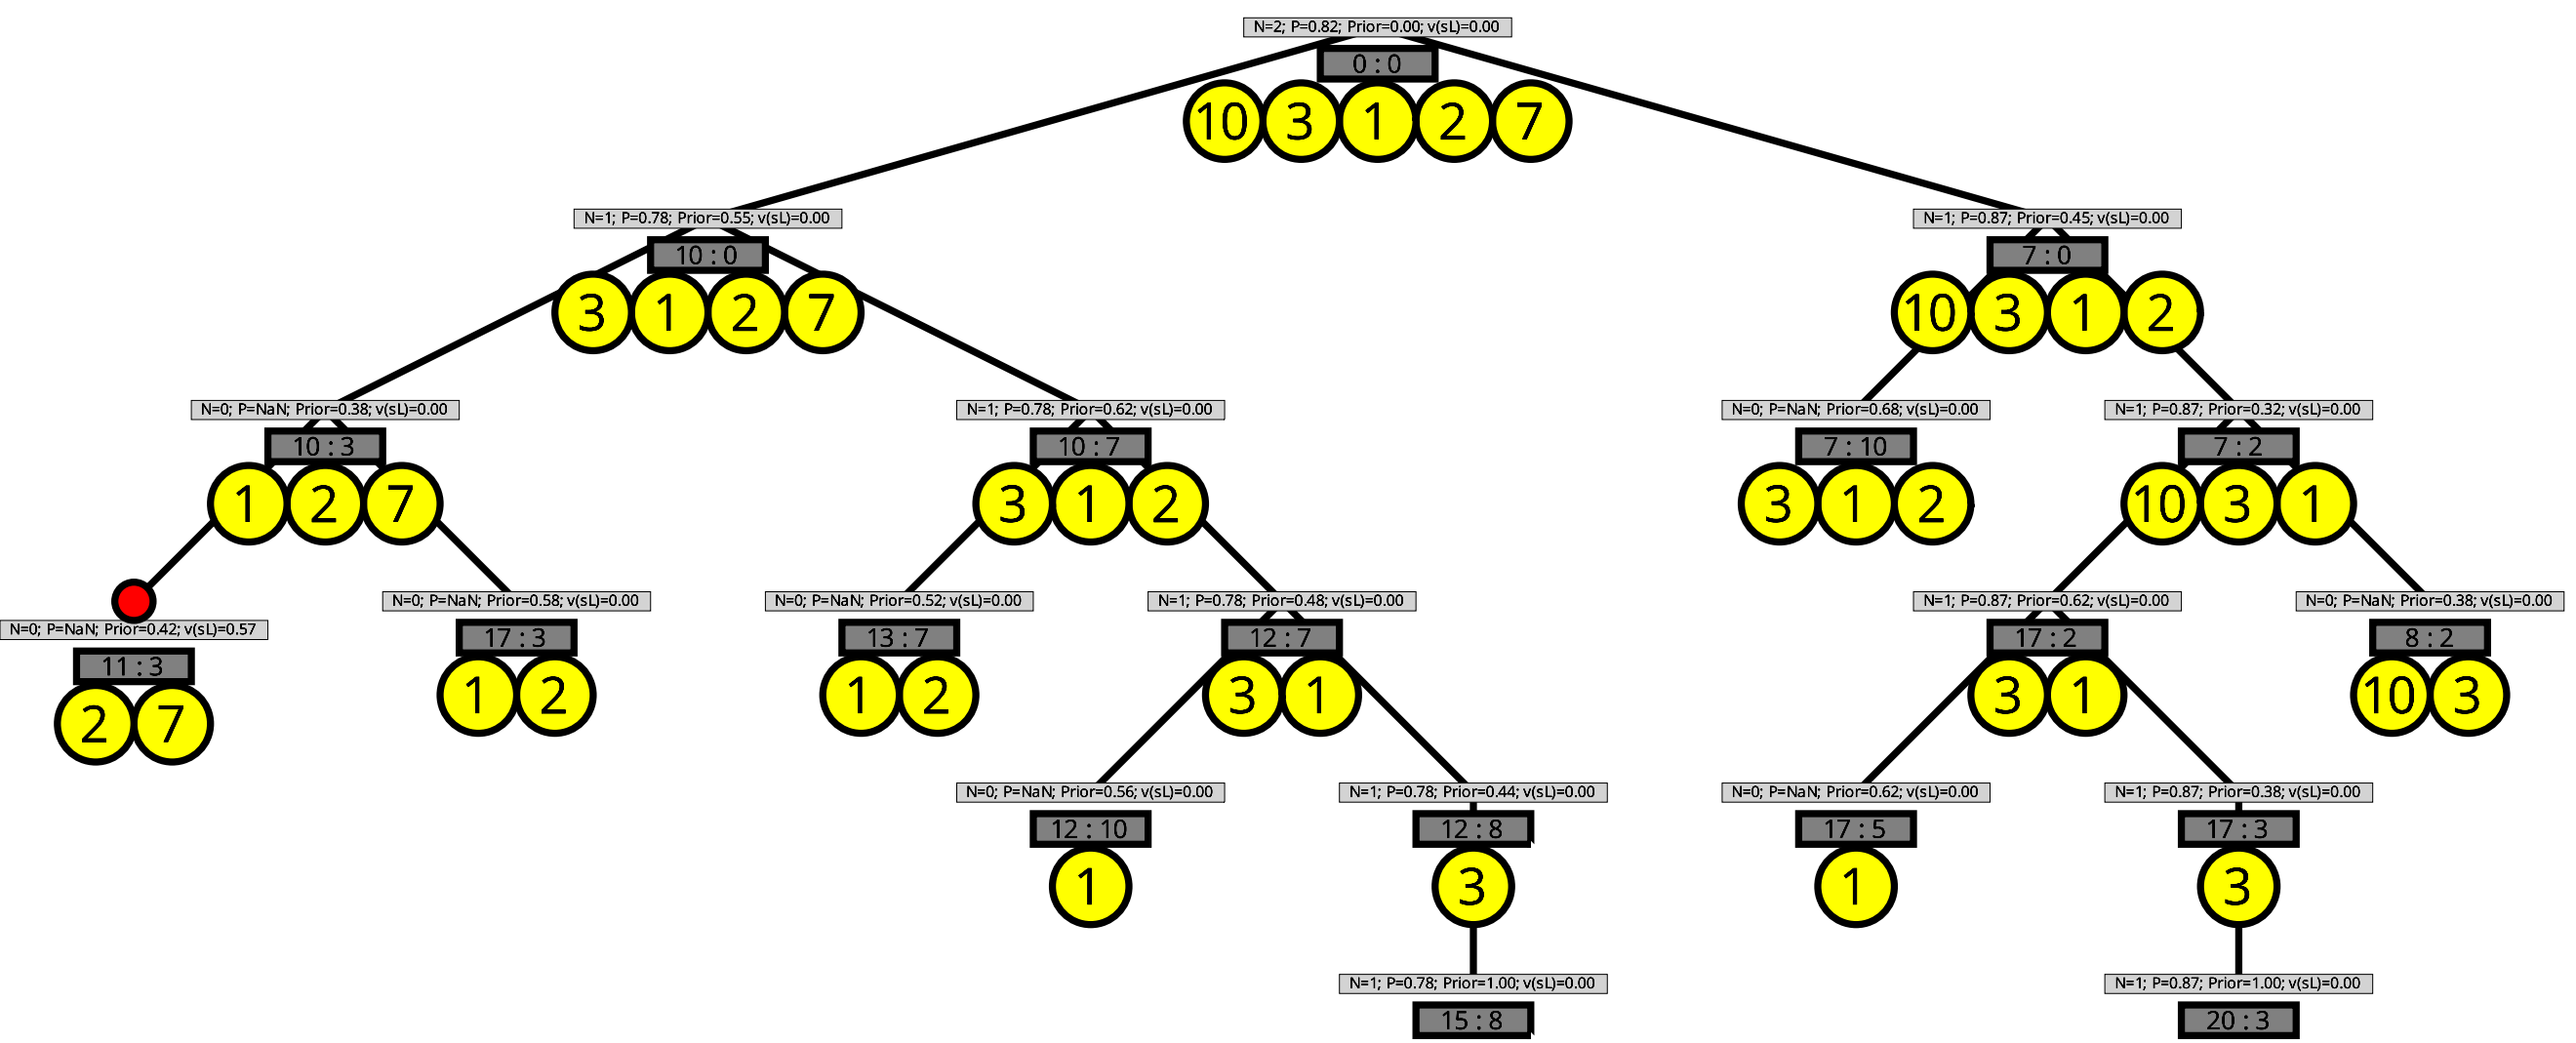 N=2; P=0.82; Prior=0.00; v(sL)=0.00
0 : 0
10 3 1 2 7
N=1; P=0.78; Prior=0.55; v(sL)=0.00
10 : 0
3 1 2 7
N=1; P=0.87; Prior=0.45; v(sL)=0.00
7 : 0
10 3 1 2
N=0; P=NaN; Prior=0.38; v(sL)=0.00
10 : 3
1 2 7
N=1; P=0.78; Prior=0.62; v(sL)=0.00
10 : 7
3 1 2
N=0; P=NaN; Prior=0.68; v(sL)=0.00
7 : 10
3 1 2
N=1; P=0.87; Prior=0.32; v(sL)=0.00
7 : 2
10 3 1
N=0; P=NaN; Prior=0.42; v(sL)=0.57
11 : 3
2 7
N=0; P=NaN; Prior=0.58; v(sL)=0.00
17 : 3
1 2
N=0; P=NaN; Prior=0.52; v(sL)=0.00
13 : 7
1 2
N=1; P=0.78; Prior=0.48; v(sL)=0.00
12 : 7
3 1
N=1; P=0.87; Prior=0.62; v(sL)=0.00
17 : 2
3 1
N=0; P=NaN; Prior=0.38; v(sL)=0.00
8 : 2
10 3
N=0; P=NaN; Prior=0.56; v(sL)=0.00
12 : 10
1
N=1; P=0.78; Prior=0.44; v(sL)=0.00
12 : 8
3
N=0; P=NaN; Prior=0.62; v(sL)=0.00
17 : 5
1
N=1; P=0.87; Prior=0.38; v(sL)=0.00
17 : 3
3
N=1; P=0.78; Prior=1.00; v(sL)=0.00
15 : 8
N=1; P=0.87; Prior=1.00; v(sL)=0.00
20 : 3